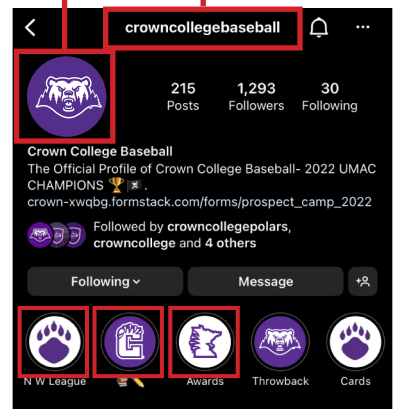 crowncollegebaseball
215 1,293 30
Posts Followers Following
Crown College Baseball
The Official Profile of Crown College Baseball- 2022 UMAC
CHAMPIONS 🏆🏴‍☠️ .
crown-xwqbg.formstack.com/forms/prospect_camp_2022
Followed by crowncollegepolars,
crowncollege and 4 others
Following Message
C
N W League 📚✏️ Awards Throwback Cards